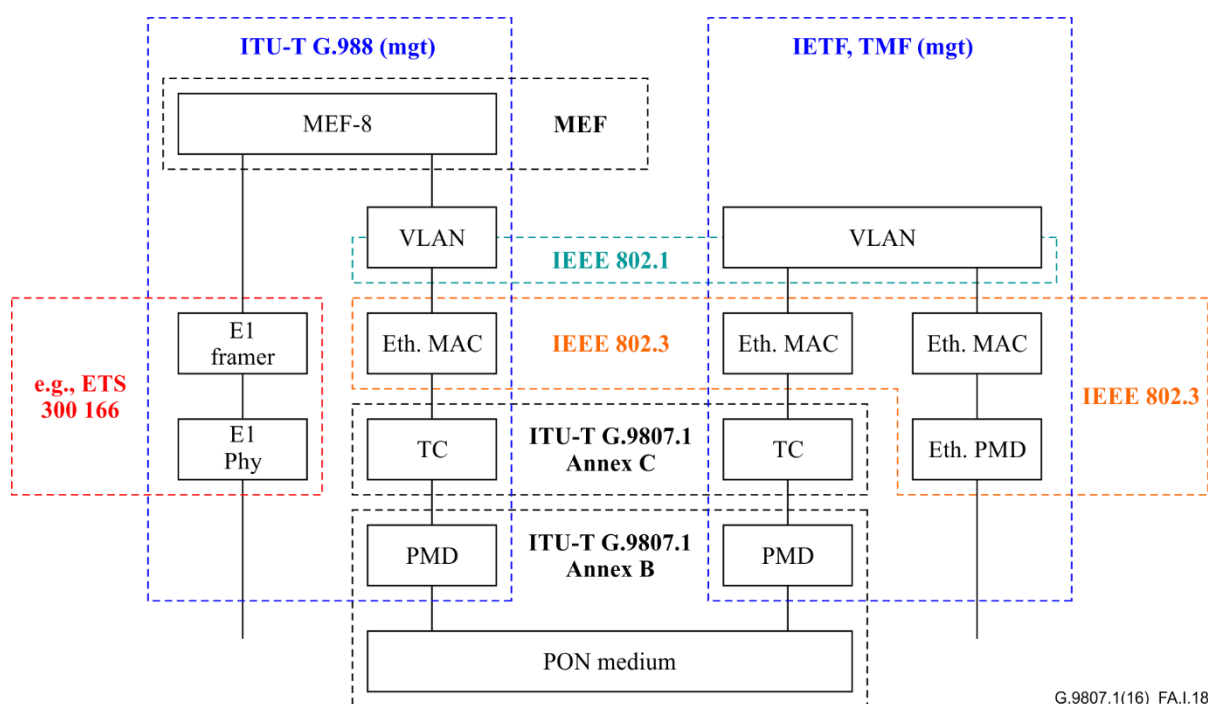 ITU-T G.988 (mgt)
IETF, TMF (mgt)
MEF-8
MEF
VLAN
VLAN
IEEE 802.1
E1
framer
Eth. MAC
IEEE 802.3
Eth. MAC
Eth. MAC
e.g., ETS
300 166
IEEE 802.3
E1
Phy
TC
ITU-T G.9807.1
Annex C
TC
Eth. PMD
PMD
ITU-T G.9807.1
Annex B
PMD
PON medium
G.9807.1(16)_FA.I.18